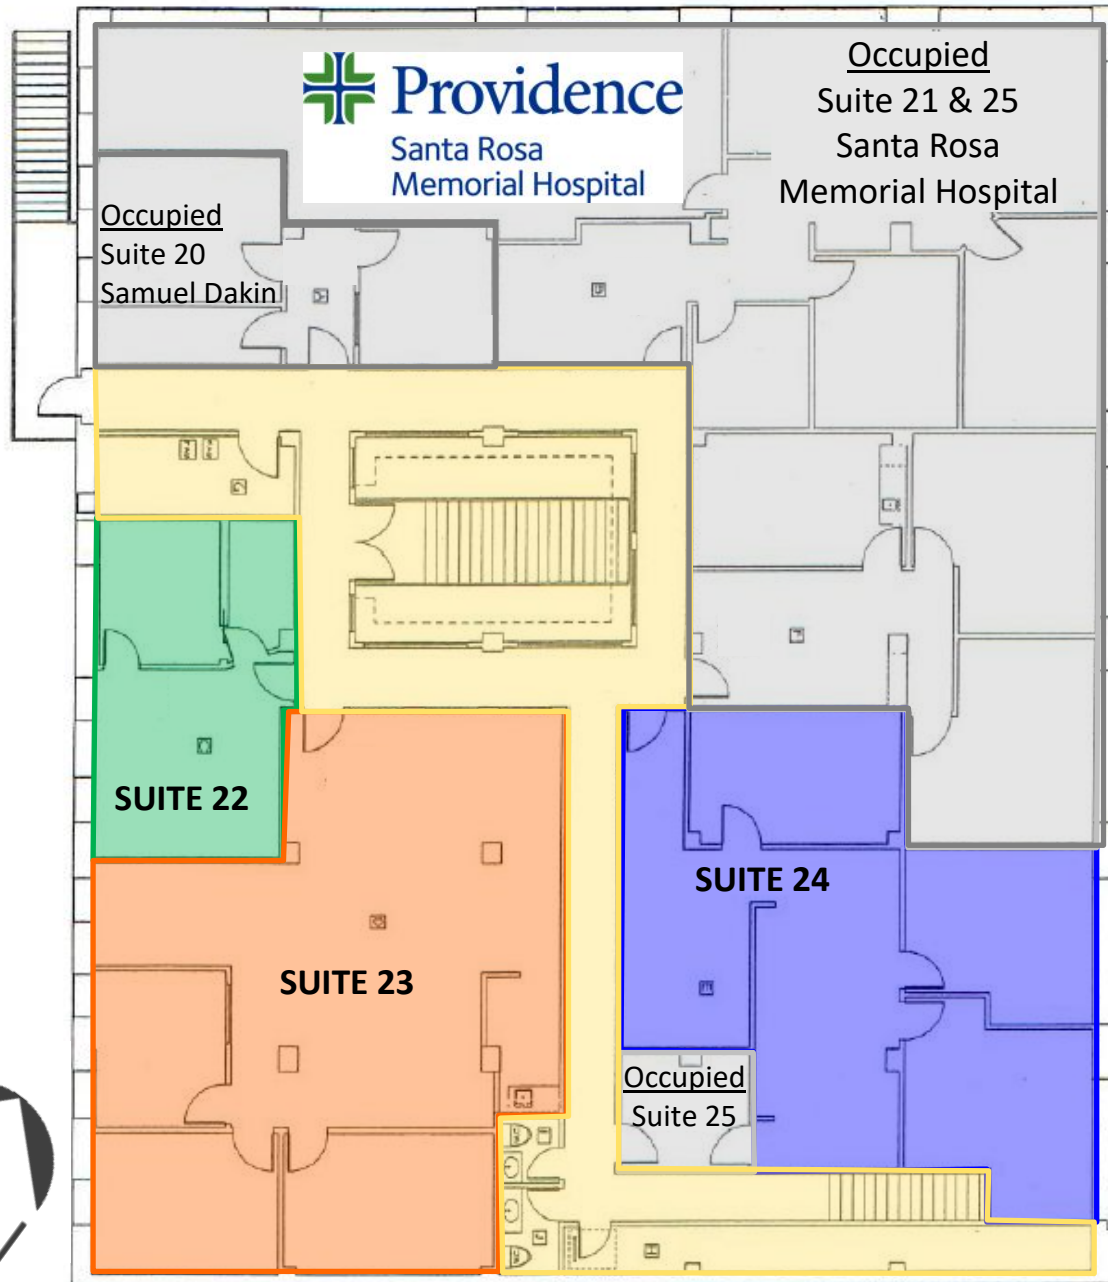 Providence
Santa Rosa
Memorial Hospital
Occupied
Suite 21 & 25
Santa Rosa
Memorial Hospital
Occupied
Suite 20
Samuel Dakin
SUITE 22
SUITE 24
SUITE 23
Occupied
Suite 25